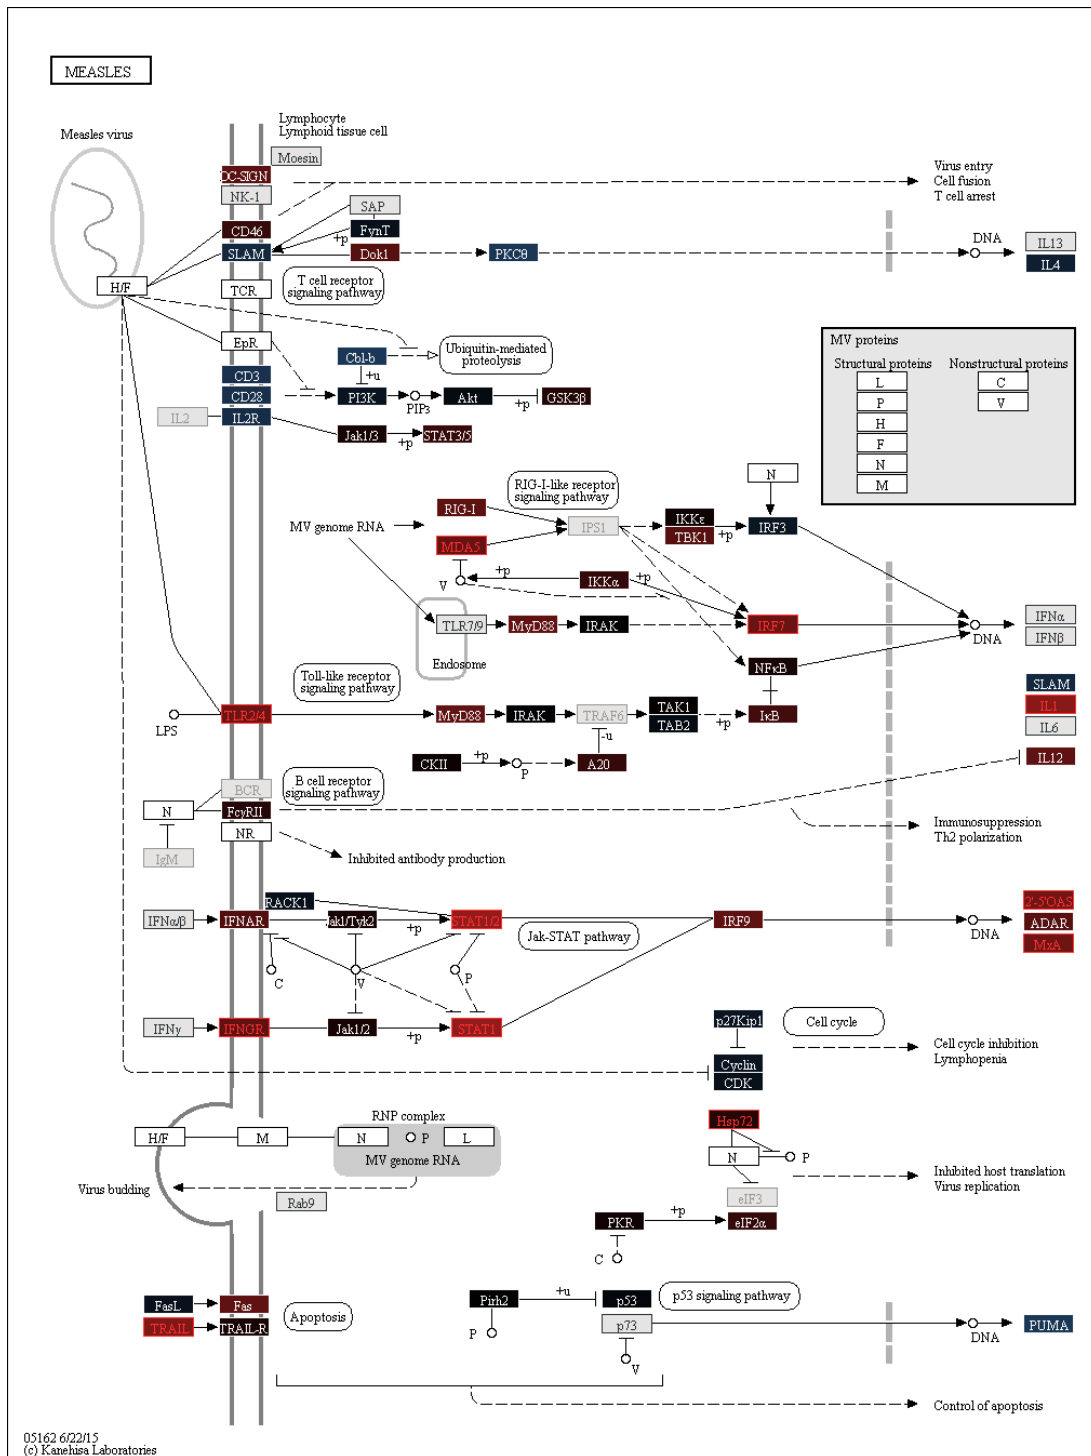 MEASLES
Measles virus
Lymphocyte
Lymphoid tissue cell
Moesin
DC-SIGN
NK-1
Virus entry
Cell fusion
T cell arrest
SAP
CD46
FynT
+p
SLAM
Dok1
PKCθ
DNA
IL13
IL4
H/F
TCR
T cell receptor
signaling pathway
EpR
Cbl-b
Ubiquitin-mediated
proteolysis
+u
CD3
CD28
PI3K
PIP3
Akt
+p
GSK3β
IL2
IL2R
Jak1/3
+p
STAT3/5
MV proteins
Structural proteins
Nonstructural proteins
L
C
P
V
H
F
N
M
N
RIG-I-like receptor
signaling pathway
RIG-I
MV genome RNA
IPS1
IKKε
TBK1
+p
IRF3
MDA5
V
+p
IKKα
+p
TLR7/9
MyD88
IRAK
IRF7
DNA
IFNα
IFNβ
Endosome
NFκB
Toll-like receptor
signaling pathway
SLAM
IL1
IL6
IL12
LPS
TLR2/4
MyD88
IRAK
TRAF6
TAK1
TAB2
+p
IκB
-u
CKII
+p
P
A20
B cell receptor
signaling pathway
BCR
N
FcγRII
NR
IgM
Inhibited antibody production
Immunosuppression
Th2 polarization
RACK1
IFNα/β
IFNAR
Jak1/Tyk2
+p
STAT1/2
Jak-STAT pathway
IRF9
DNA
2'-5'OAS
ADAR
MxA
C
V
P
IFNγ
IFNGR
Jak1/2
+p
STAT1
p27Kip1
Cell cycle
Cyclin
CDK
Cell cycle inhibition
Lymphopenia
RNP complex
H/F
M
N
P
L
MV genome RNA
Hsp72
N
P
eIF3
Inhibited host translation
Virus replication
Virus budding
Rab9
PKR
+p
eIF2α
C
FasL
Fas
TRAIL
TRAIL-R
Apoptosis
Pirh2
+u
p53
p53 signaling pathway
P
p73
V
DNA
PUMA
Control of apoptosis
05162 6/22/15
(c) Kanehisa Laboratories